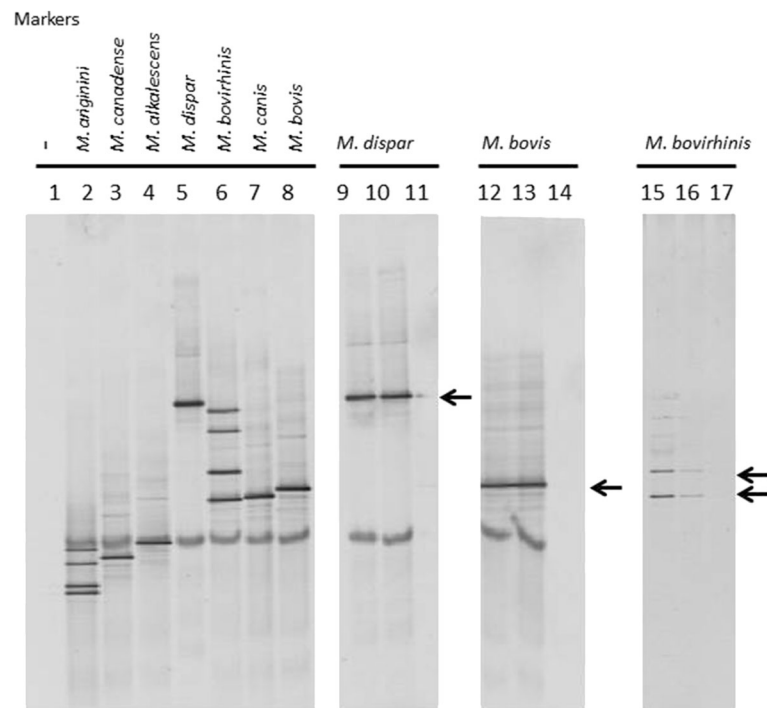 Markers
-
M. ariginini
M. canadense
M. alkalescens
M. dispar
M. bovirhinis
M. canis
M. bovis
M. dispar
M. bovis
M. bovirhinis
1 2 3 4 5 6 7 8 9 10 11 12 13 14 15 16 17